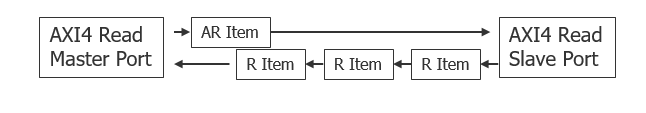 AXI4 Read
Master Port
AR Item
R Item
R Item
R Item
AXI4 Read
Slave Port